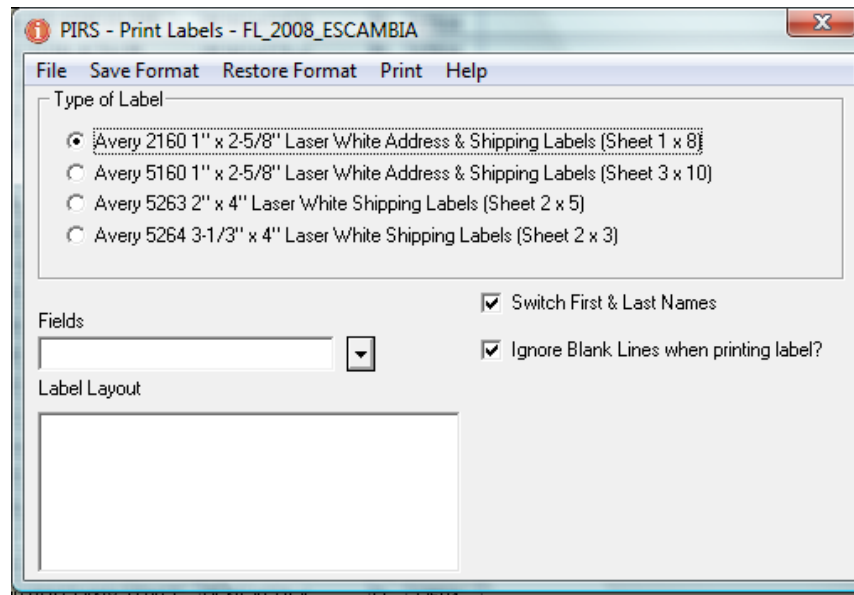 PIRS - Print Labels - FL_2008_ESCAMBIA
File Save Format Restore Format Print Help
Type of Label
Avery 2160 1'' x 2-5/8'' Laser White Address & Shipping Labels (Sheet 1 x 8)
Avery 5160 1'' x 2-5/8'' Laser White Address & Shipping Labels (Sheet 3 x 10)
Avery 5263 2'' x 4'' Laser White Shipping Labels (Sheet 2 x 5)
Avery 5264 3-1/3'' x 4'' Laser White Shipping Labels (Sheet 2 x 3)
Switch First & Last Names
Fields
Ignore Blank Lines when printing label?
Label Layout